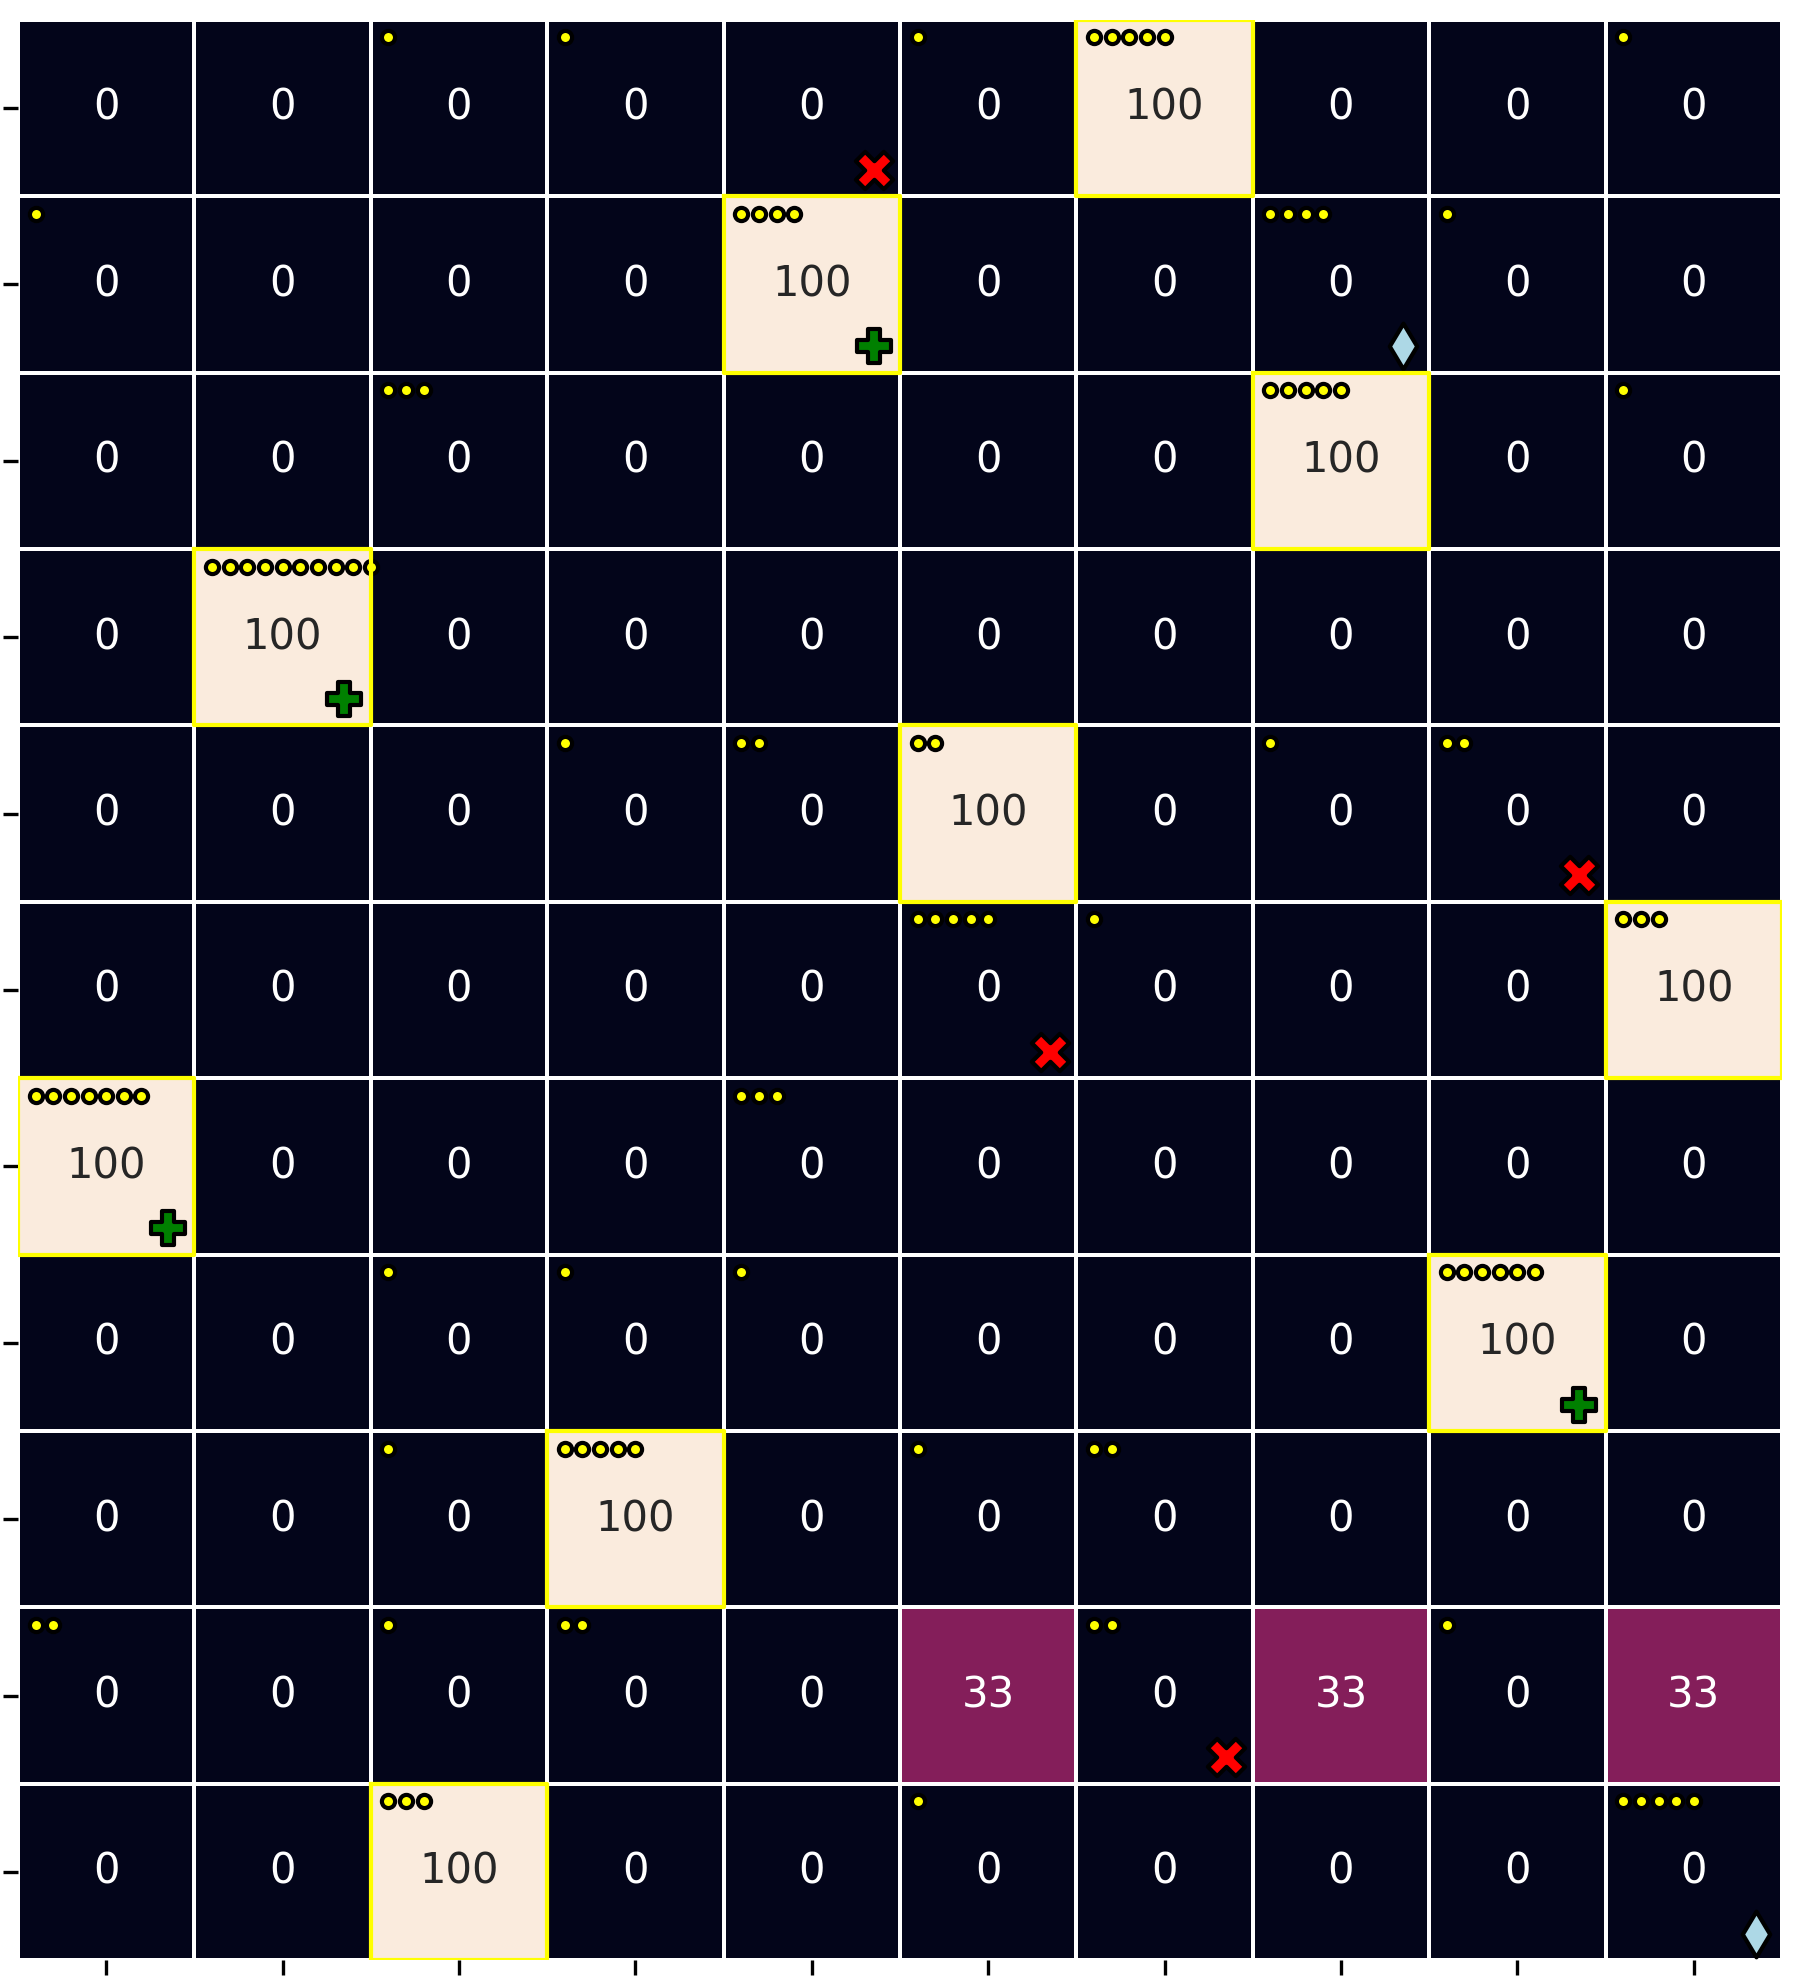 0 0 0 0 0 0 100 0 0 0
0 0 0 0 100 0 0 0 0 0
0 0 0 0 0 0 0 100 0 0
0 100 0 0 0 0 0 0 0 0
0 0 0 0 0 100 0 0 0 0
0 0 0 0 0 0 0 0 0 100
100 0 0 0 0 0 0 0 0 0
0 0 0 0 0 0 0 0 100 0
0 0 0 100 0 0 0 0 0 0
0 0 0 0 0 33 0 33 0 33
0 0 100 0 0 0 0 0 0 0